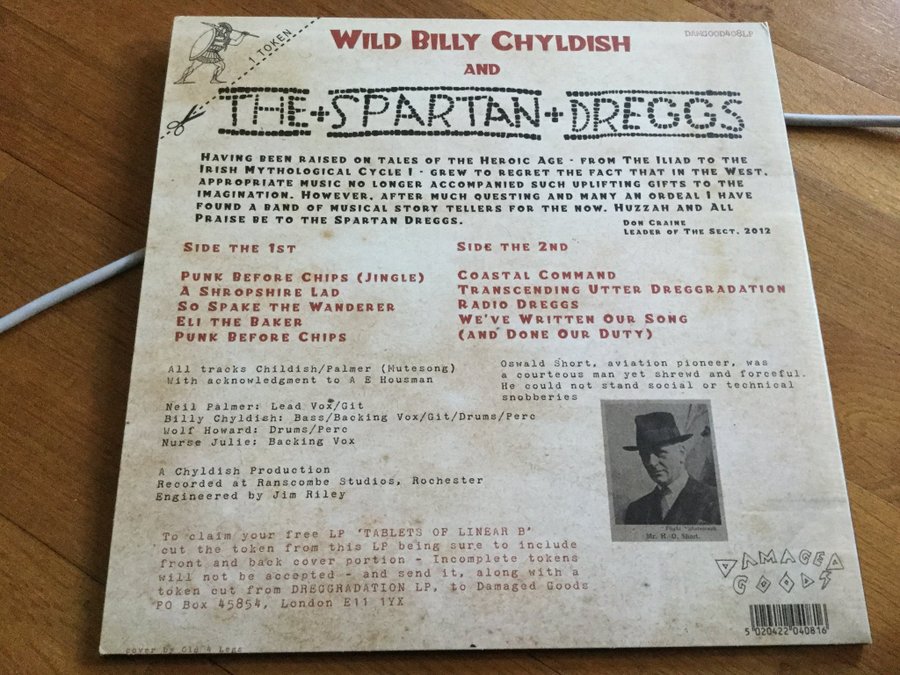 1 TOKEN
WILD BILLY CHYLDISH
DAMGOOD408LP
AND
THE+SPARTAN+DREGGS
HAVING BEEN RAISED ON TALES OF THE HEROIC AGE - FROM THE ILIAD TO THE
IRISH MYTHOLOGICAL CYCLE I - GREW TO REGRET THE FACT THAT IN THE WEST,
APPROPRIATE MUSIC NO LONGER ACCOMPANIED SUCH UPLIFTING GIFTS TO THE
IMAGINATION. HOWEVER, AFTER MUCH QUESTING AND MANY AN ORDEAL I HAVE
FOUND A BAND OF MUSICAL STORY TELLERS FOR THE NOW. HUZZAH AND ALL
PRAISE BE TO THE SPARTAN DREGGS.
DON CRAINE
LEADER OF THE SECT, 2012
SIDE THE 1ST
PUNK BEFORE CHIPS (JINGLE)
A SHROPSHIRE LAD
SO SPAKE THE WANDERER
ELI THE BAKER
PUNK BEFORE CHIPS
SIDE THE 2ND
COASTAL COMMAND
TRANSCENDING UTTER DREGGRADATION
RADIO DREGGS
WE'VE WRITTEN OUR SONG
(AND DONE OUR DUTY)
All tracks Childish/Palmer (Mutesong)
With acknowledgment to A E Housman
Neil Palmer: Lead Vox/Git
Billy Chyldish: Bass/Backing Vox/Git/Drums/Perc
Wolf Howard: Drums/Perc
Nurse Julie: Backing Vox
A Chyldish Production
Recorded at Ranscombe Studios, Rochester
Engineered by Jim Riley
Oswald Short, aviation pioneer, was
a courteous man yet shrewd and forceful.
He could not stand social or technical
snobberies
"Flight" photograph
Mr. H. O. Short.
To claim your free LP 'TABLETS OF LINEAR B'
cut the token from this LP being sure to include
front and back cover portion - Incomplete tokens
will not be accepted - and send it, along with a
token cut from DREGGRADATION LP, to Damaged Goods
PO Box 45854, London E11 1YX
DAMAGED
GOODS
5 020422 040816
cover by Old 4 Legs